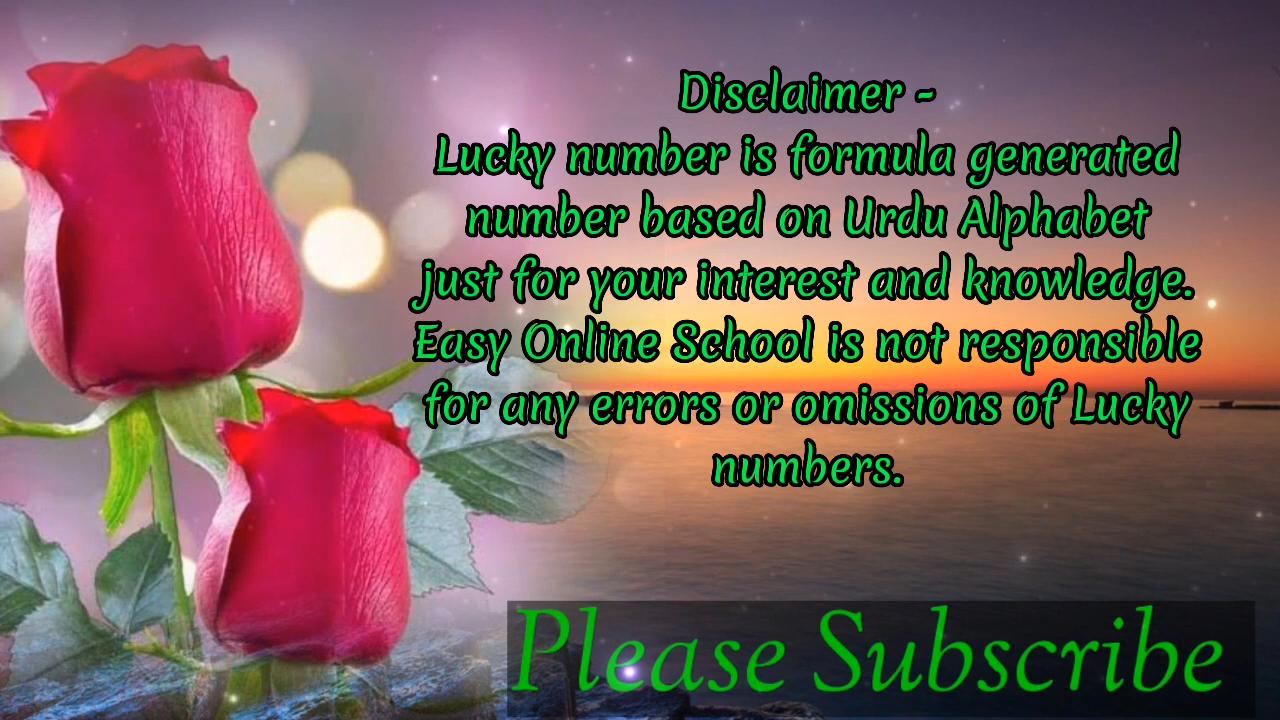 Disclaimer -
Lucky number is formula generated
number based on Urdu Alphabet
just for your interest and knowledge.
Easy Online School is not responsible
for any errors or omissions of Lucky
numbers.
Please Subscribe